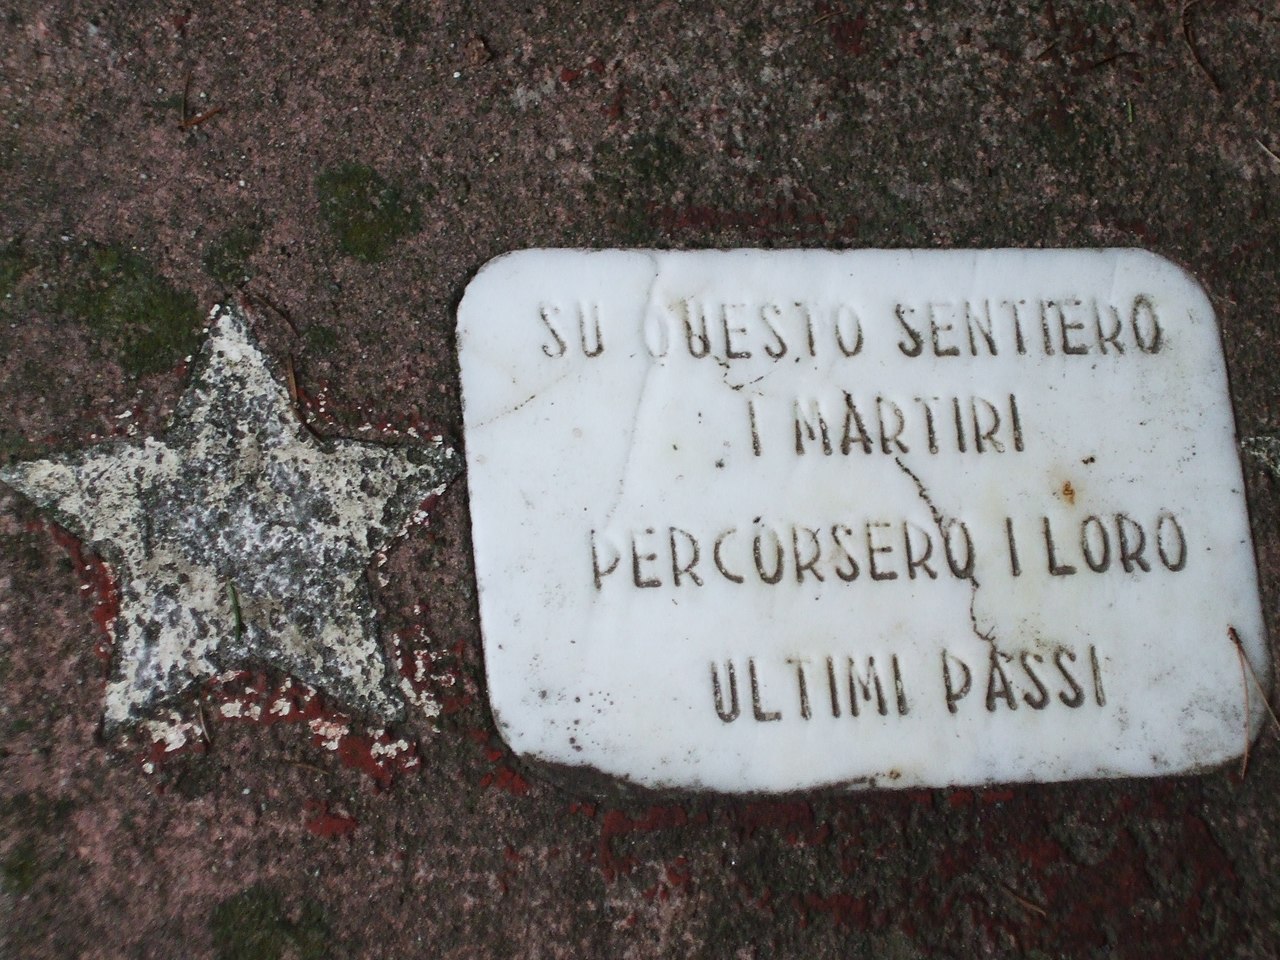 SU QUESTO SENTIERO
I MARTIRI
PERCORSERO I LORO
ULTIMI PASSI